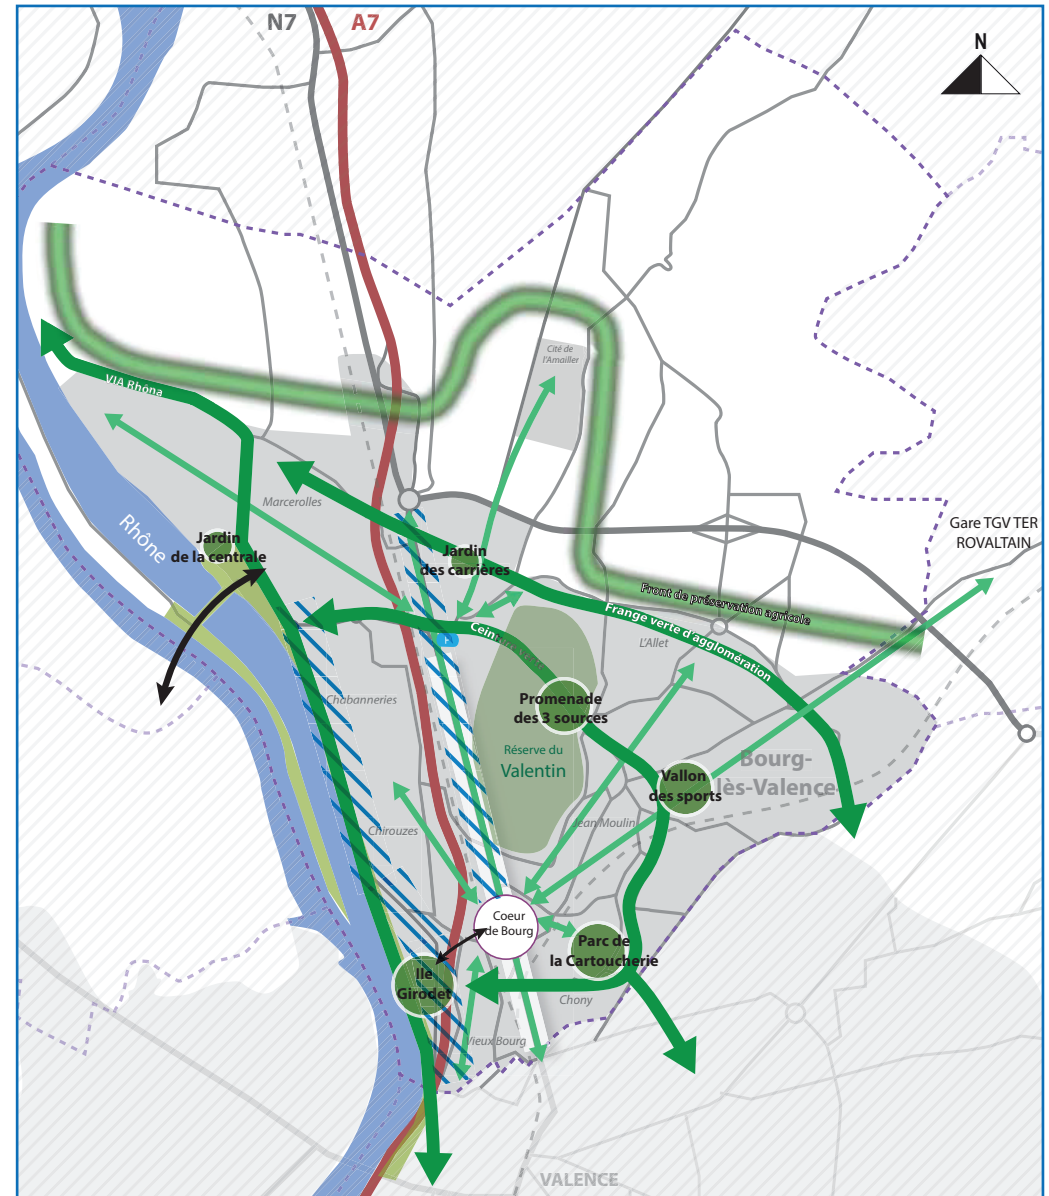 N7
A7
N
Cité de
l'Amailler
VIA Rhôna
Marcerolles
Rhône
Jardin
de la centrale
Jardin
des carrières
Gare TGV TER
ROVALTAIN
Front de préservation agricole
Frange verte d'agglomération
L'Allet
P
Chabanneries
Promenade
des 3 sources
Réserve du
Valentin
Bourg-
lès-Valence
Vallon
des sports
Jean Moulin
Chirouzes
Coeur
de Bourg
Parc de
la Cartoucherie
Ile
Girodet
Chony
Vieux Bourg
VALENCE